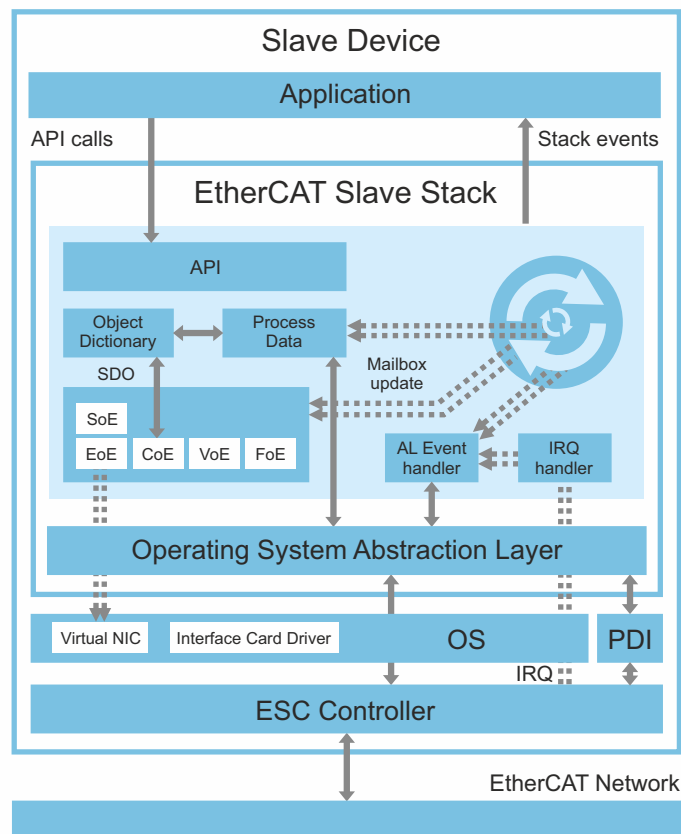 Slave Device
Application
API calls
Stack events
EtherCAT Slave Stack
API
Object
Dictionary
Process
Data
SDO
Mailbox
update
SoE
EoE
CoE
VoE
FoE
AL Event
handler
IRQ
handler
Operating System Abstraction Layer
Virtual NIC
Interface Card Driver
OS
PDI
IRQ
ESC Controller
EtherCAT Network